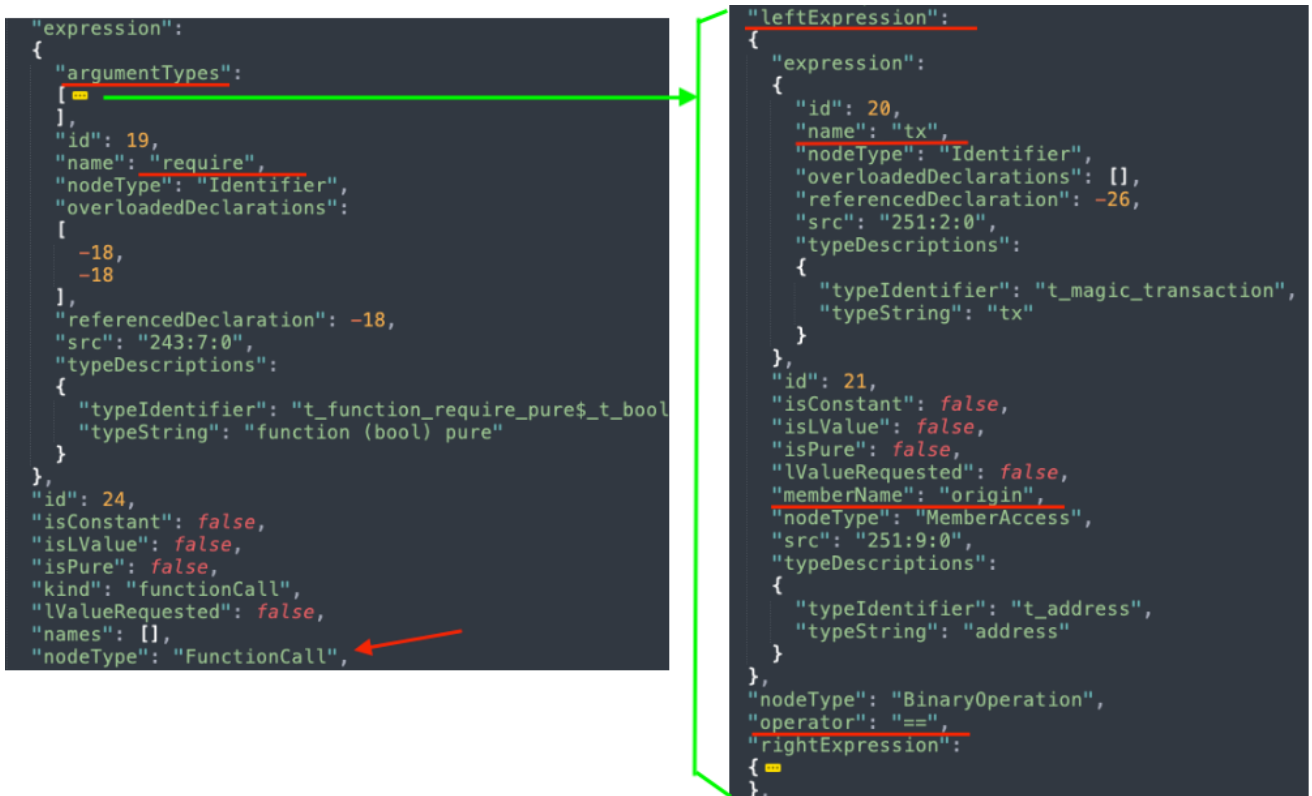 "expression":
{
"argumentTypes":
[
],
"id": 19,
"name": "require",
"nodeType": "Identifier",
"overloadedDeclarations":
[
-18,
-18
],
"referencedDeclaration": -18,
"src": "243:7:0",
"typeDescriptions":
{
"typeIdentifier": "t_function_require_pure$_t_bool
"typeString": "function (bool) pure"
}
},
"id": 24,
"isConstant": false,
"isLValue": false,
"isPure": false,
"kind": "functionCall",
"lValueRequested": false,
"names": [],
"nodeType": "FunctionCall",
"leftExpression":
{
"expression":
{
"id": 20,
"name": "tx",
"nodeType": "Identifier",
"overloadedDeclarations": [],
"referencedDeclaration": -26,
"src": "251:2:0",
"typeDescriptions":
{
"typeIdentifier": "t_magic_transaction",
"typeString": "tx"
}
},
"id": 21,
"isConstant": false,
"isLValue": false,
"isPure": false,
"lValueRequested": false,
"memberName": "origin",
"nodeType": "MemberAccess",
"src": "251:9:0",
"typeDescriptions":
{
"typeIdentifier": "t_address",
"typeString": "address"
}
},
"nodeType": "BinaryOperation",
"operator": "==",
"rightExpression":
{
},